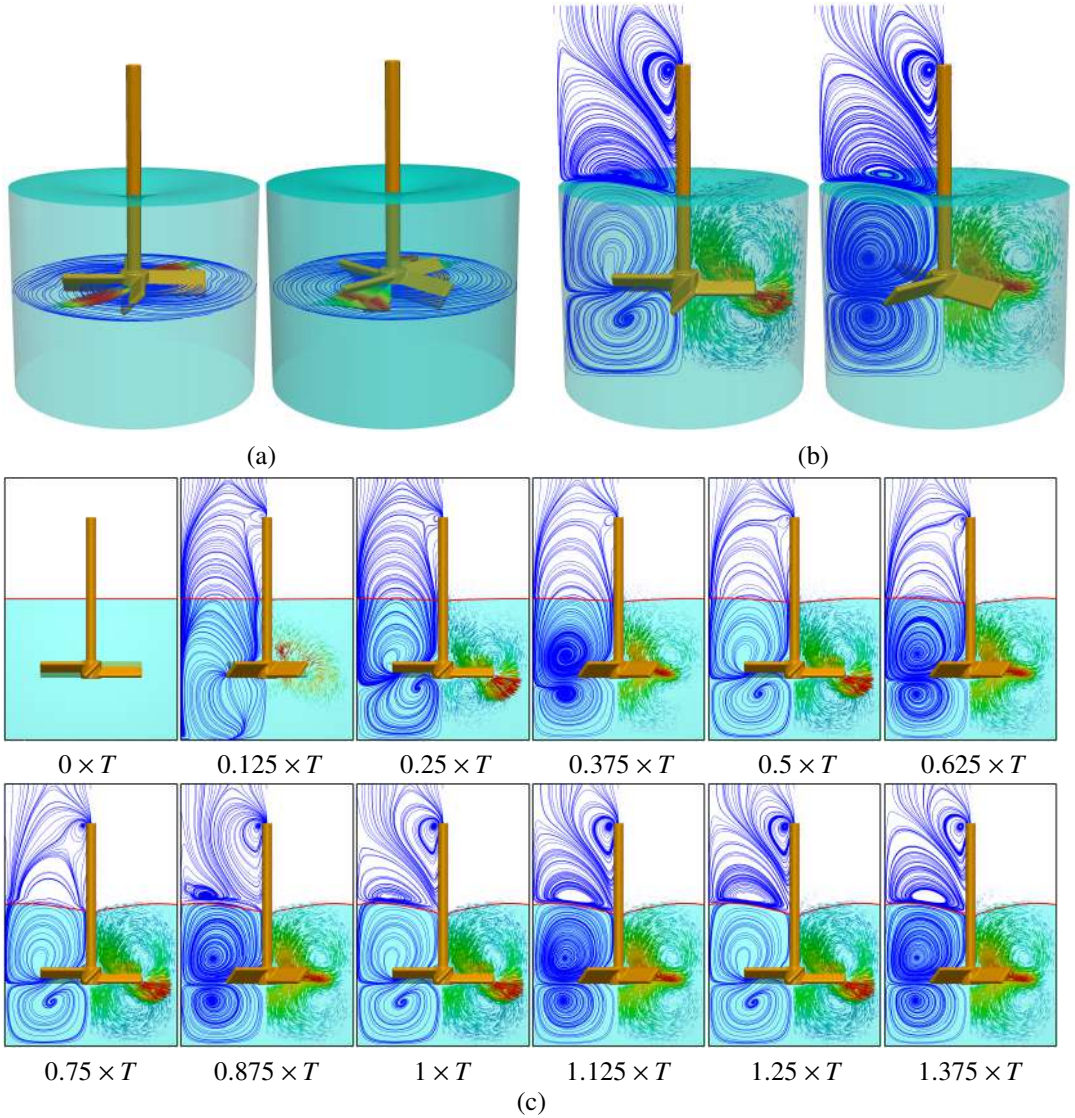 (a) (b)
0 × T 0.125 × T 0.25 × T 0.375 × T 0.5 × T 0.625 × T
0.75 × T 0.875 × T 1 × T 1.125 × T 1.25 × T 1.375 × T
(c)